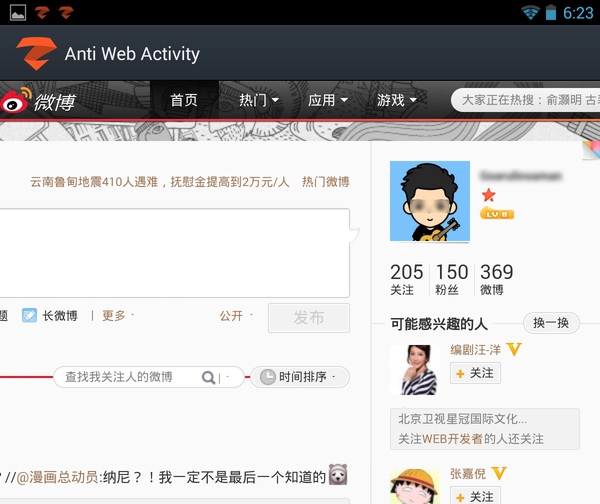 6:23
Anti Web Activity
微博
首页
热门
应用
游戏
大家正在热搜：俞灏明 古
云南鲁甸地震410人遇难，抚恤金提高到2万元/人
热门微博
LV 8
205
150
369
关注
粉丝
微博
题
长微博
|
更多
公开
发布
可能感兴趣的人
换一换
编剧汪-洋
+ 关注
查找我关注人的微博
时间排序
北京卫视星冠国际文化...
关注WEB开发者的人还关注
? //@漫画总动员:纳尼？！我一定不是最后一个知道的
张嘉倪
+ 关注